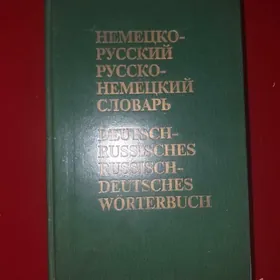 НЕМЕЦКО-
РУССКИЙ
РУССКО-
НЕМЕЦКИЙ
СЛОВАРЬ
DEUTSCH-
RUSSISCHES
RUSSISCH-
DEUTSCHES
WÖRTERBUCH